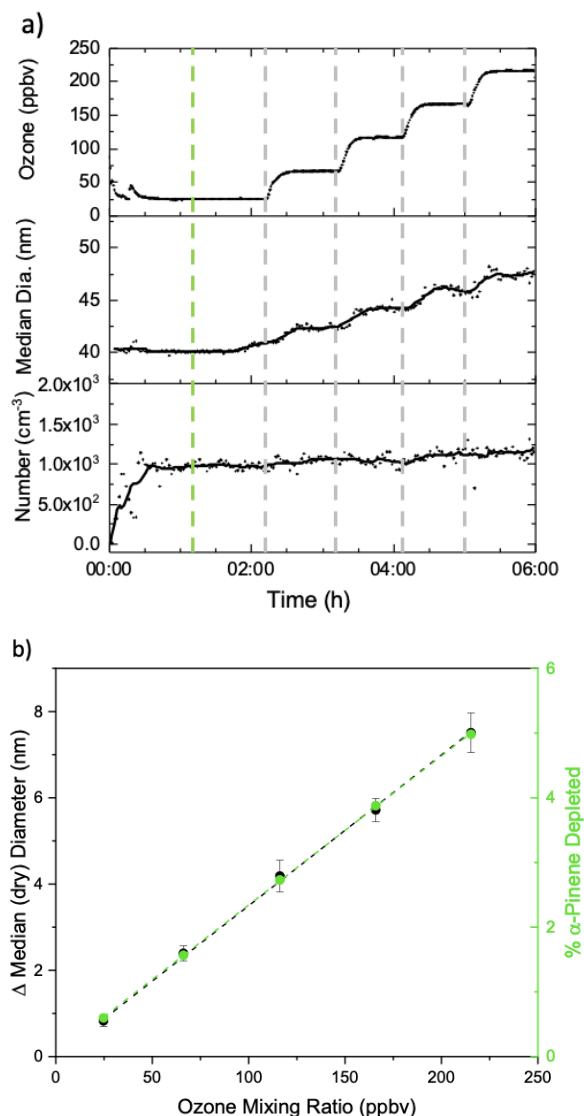 a)
Ozone (ppbv)
250
200
150
100
50
0
Median Dia. (nm)
50
45
40
Number (cm⁻³)
2.0x10³
1.5x10³
1.0x10³
5.0x10²
0.0
00:00 02:00 04:00 06:00
Time (h)
b)
Δ Median (dry) Diameter (nm)
8
6
4
2
0
% α-Pinene Depleted
6
4
2
0
0 50 100 150 200 250
Ozone Mixing Ratio (ppbv)